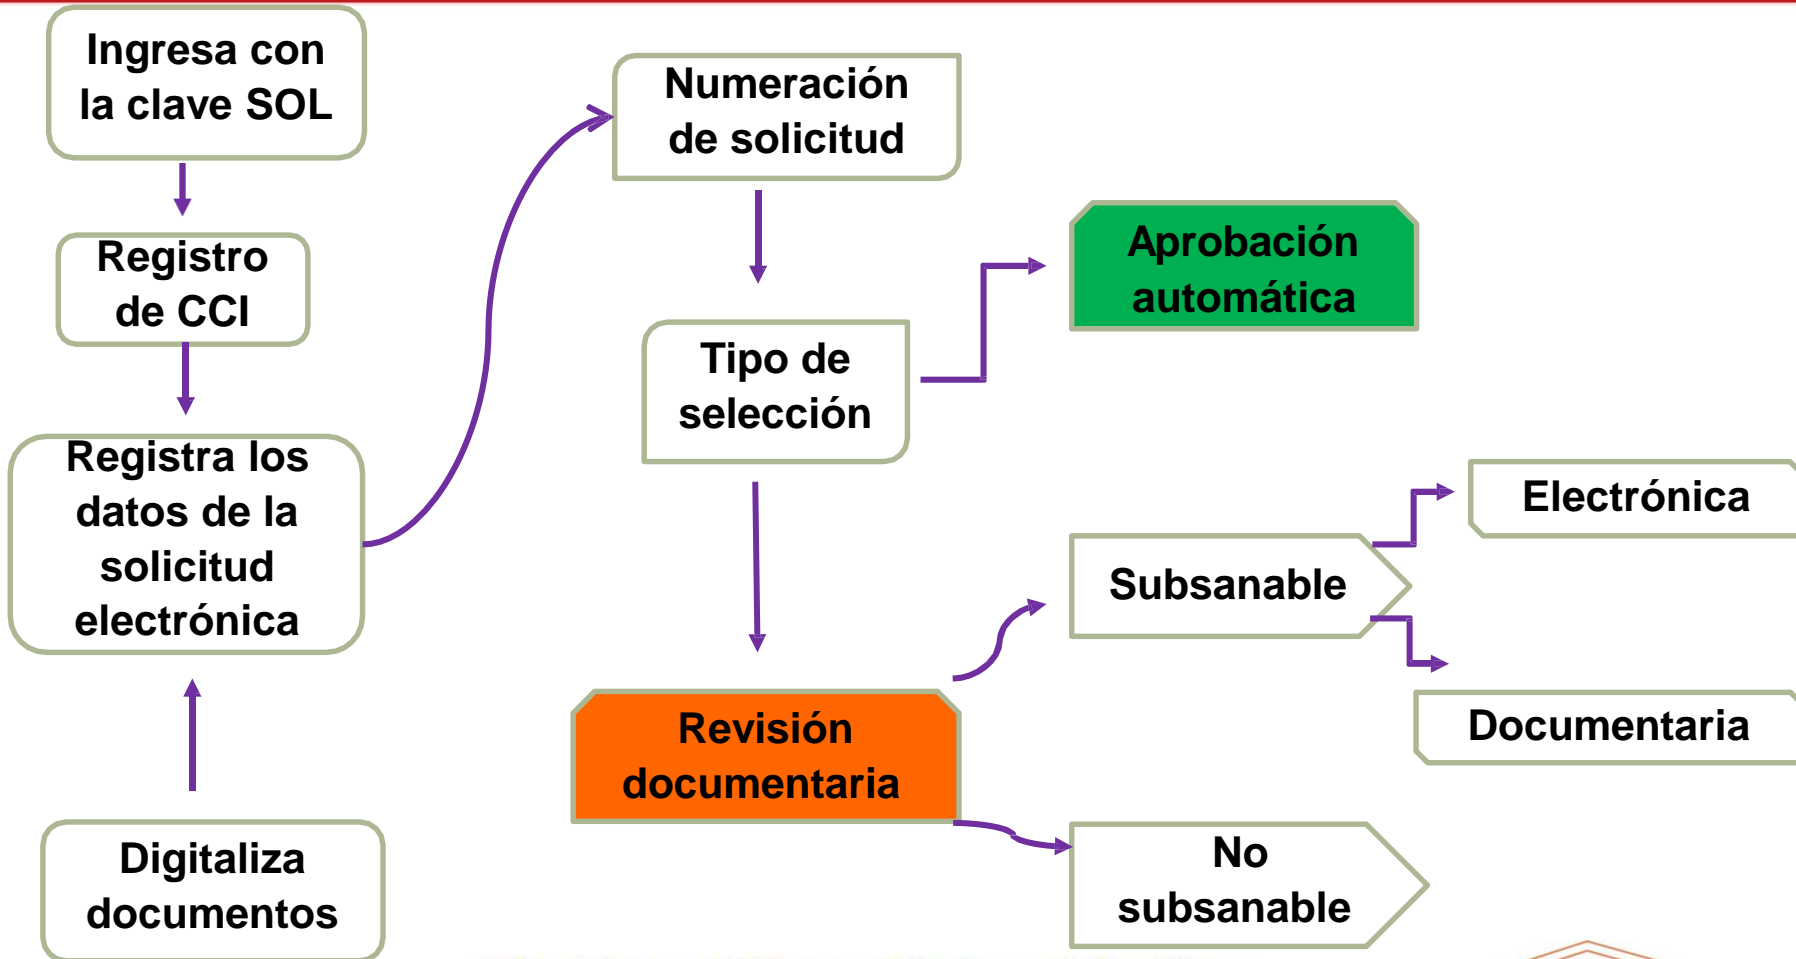 Ingresa con
la clave SOL
Registro
de CCI
Registra los
datos de la
solicitud
electrónica
Digitaliza
documentos
Numeración
de solicitud
Tipo de
selección
Aprobación
automática
Revisión
documentaria
Subsanable
Electrónica
Documentaria
No
subsanable